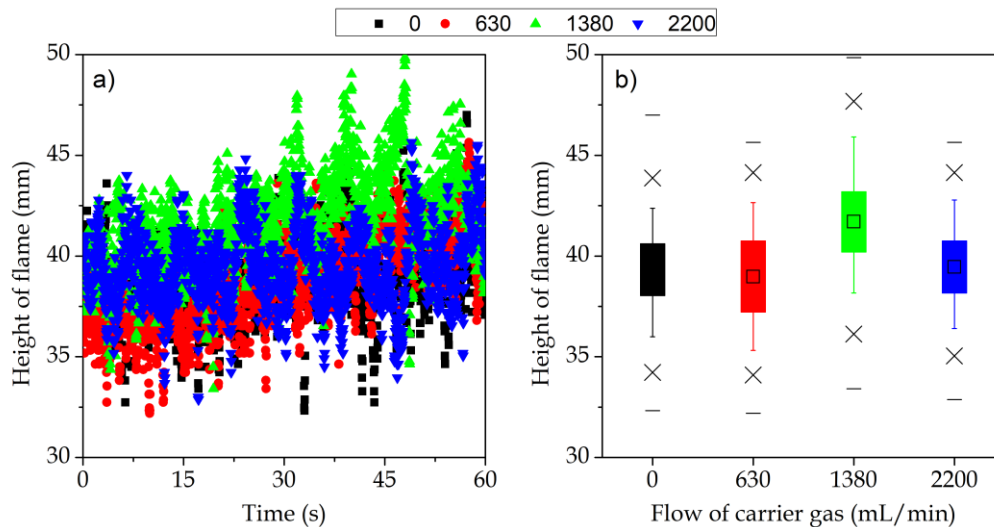 0 630 1380 2200
a)
50
45
40
35
30
0 15 30 45 60
Height of flame (mm)
Time (s)
b)
50
45
40
35
30
0 630 1380 2200
Height of flame (mm)
Flow of carrier gas (mL/min)